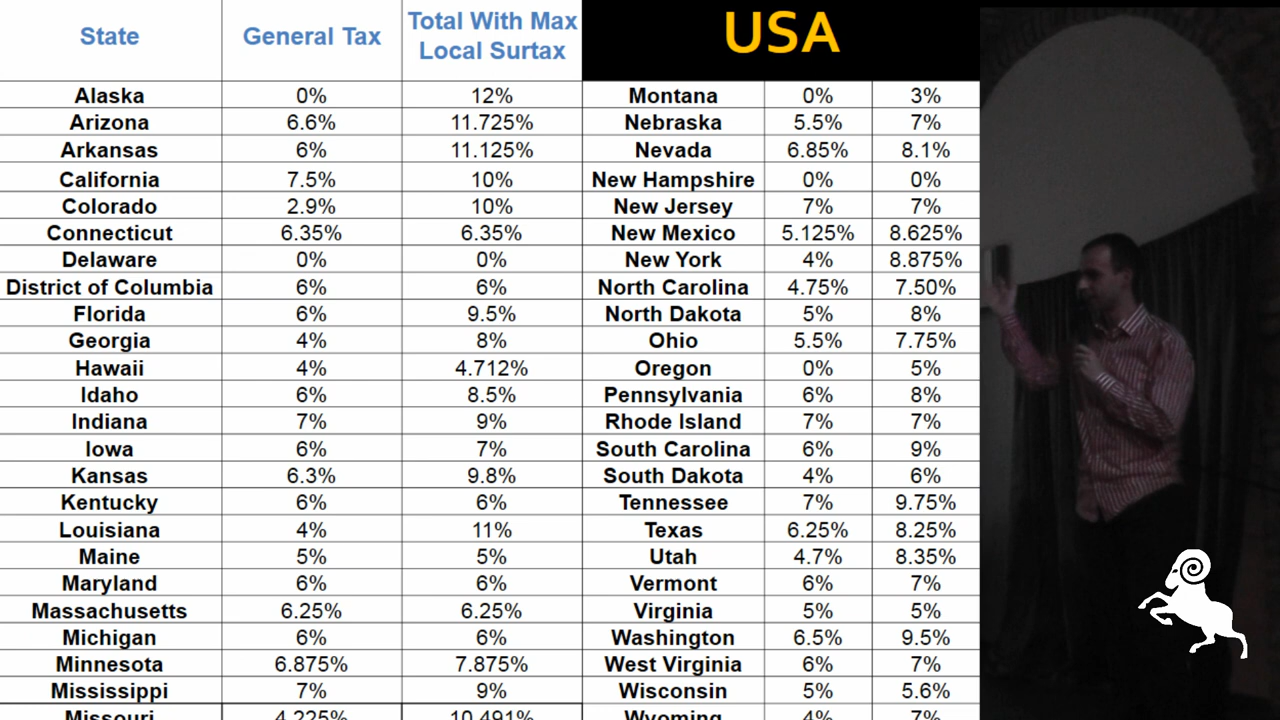 State General Tax Total With Max Local Surtax USA
Alaska 0% 12% Montana 0% 3%
Arizona 6.6% 11.725% Nebraska 5.5% 7%
Arkansas 6% 11.125% Nevada 6.85% 8.1%
California 7.5% 10% New Hampshire 0% 0%
Colorado 2.9% 10% New Jersey 7% 7%
Connecticut 6.35% 6.35% New Mexico 5.125% 8.625%
Delaware 0% 0% New York 4% 8.875%
District of Columbia 6% 6% North Carolina 4.75% 7.50%
Florida 6% 9.5% North Dakota 5% 8%
Georgia 4% 8% Ohio 5.5% 7.75%
Hawaii 4% 4.712% Oregon 0% 5%
Idaho 6% 8.5% Pennsylvania 6% 8%
Indiana 7% 9% Rhode Island 7% 7%
Iowa 6% 7% South Carolina 6% 9%
Kansas 6.3% 9.8% South Dakota 4% 6%
Kentucky 6% 6% Tennessee 7% 9.75%
Louisiana 4% 11% Texas 6.25% 8.25%
Maine 5% 5% Utah 4.7% 8.35%
Maryland 6% 6% Vermont 6% 7%
Massachusetts 6.25% 6.25% Virginia 5% 5%
Michigan 6% 6% Washington 6.5% 9.5%
Minnesota 6.875% 7.875% West Virginia 6% 7%
Mississippi 7% 9% Wisconsin 5% 5.6%
Missouri 4.225% 10.491% Wyoming 4% 7%